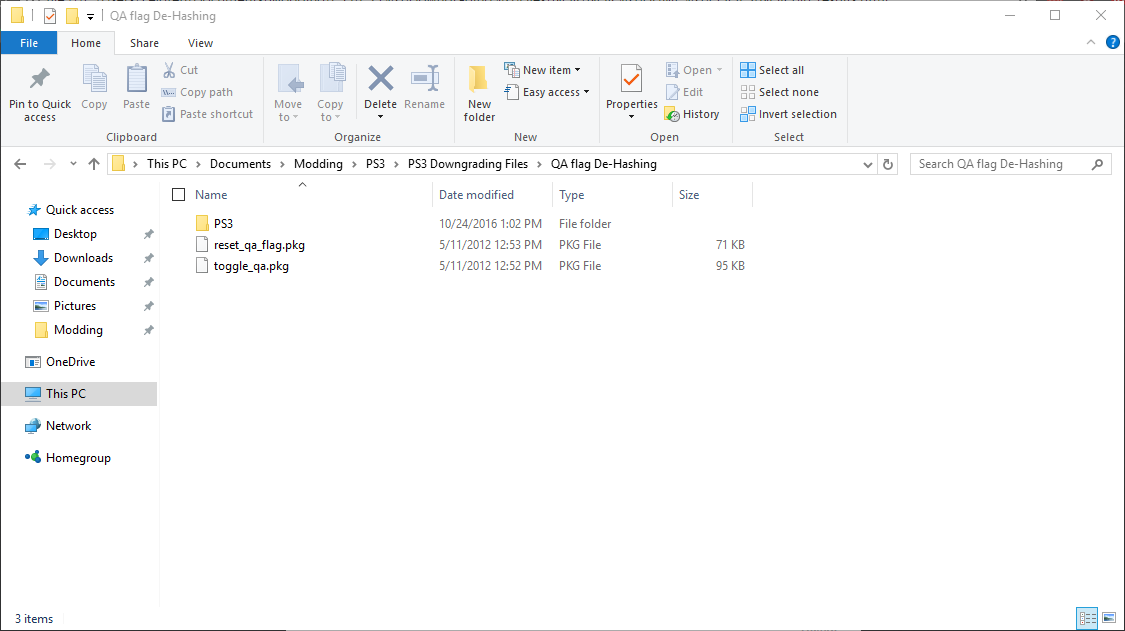 QA flag De-Hashing
File Home Share View
Pin to Quick access
Copy
Paste
Cut
Copy path
Paste shortcut
Clipboard
Move to
Copy to
Delete
Rename
Organize
New folder
New item
Easy access
New
Properties
Open
Edit
History
Open
Select all
Select none
Invert selection
Select
This PC > Documents > Modding > PS3 > PS3 Downgrading Files > QA flag De-Hashing
Search QA flag De-Hashing
Quick access
Desktop
Downloads
Documents
Pictures
Modding
OneDrive
This PC
Network
Homegroup
Name Date modified Type Size
PS3 10/24/2016 1:02 PM File folder
reset_qa_flag.pkg 5/11/2012 12:53 PM PKG File 71 KB
toggle_qa.pkg 5/11/2012 12:52 PM PKG File 95 KB
3 items